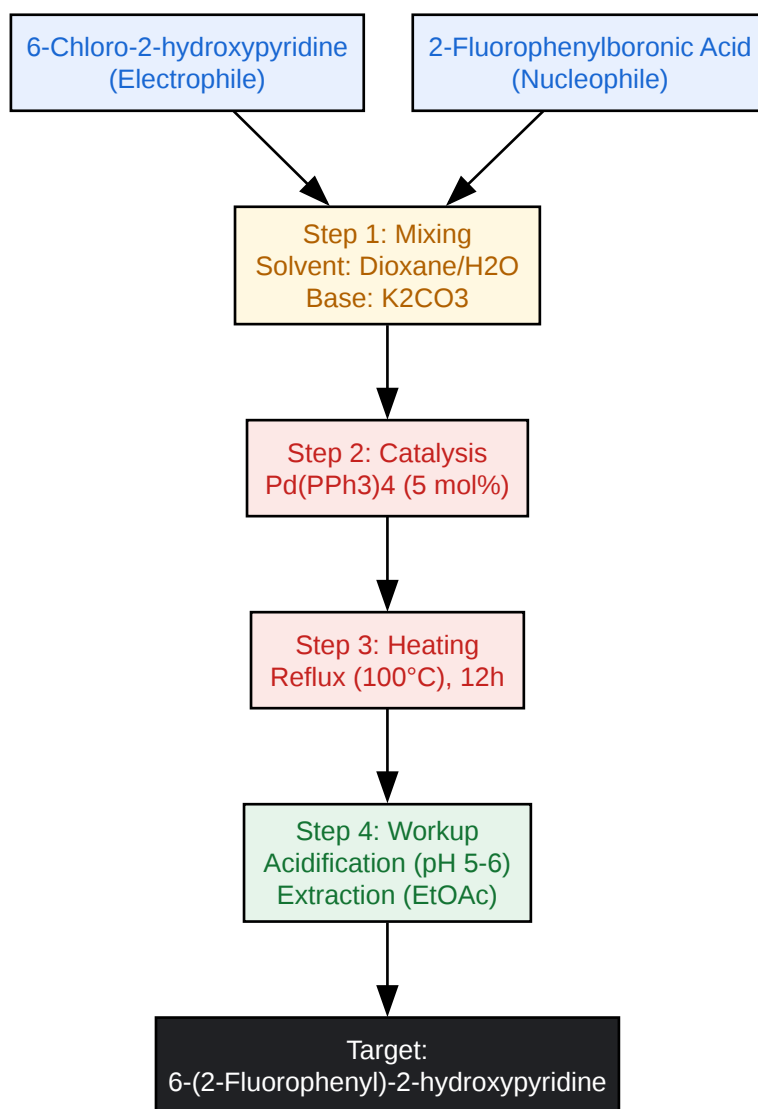 6-Chloro-2-hydroxypyridine
(Electrophile)
2-Fluorophenylboronic Acid
(Nucleophile)
Step 1: Mixing
Solvent: Dioxane/H2O
Base: K2CO3
Step 2: Catalysis
Pd(PPh3)4 (5 mol%)
Step 3: Heating
Reflux (100°C), 12h
Step 4: Workup
Acidification (pH 5-6)
Extraction (EtOAc)
Target:
6-(2-Fluorophenyl)-2-hydroxypyridine